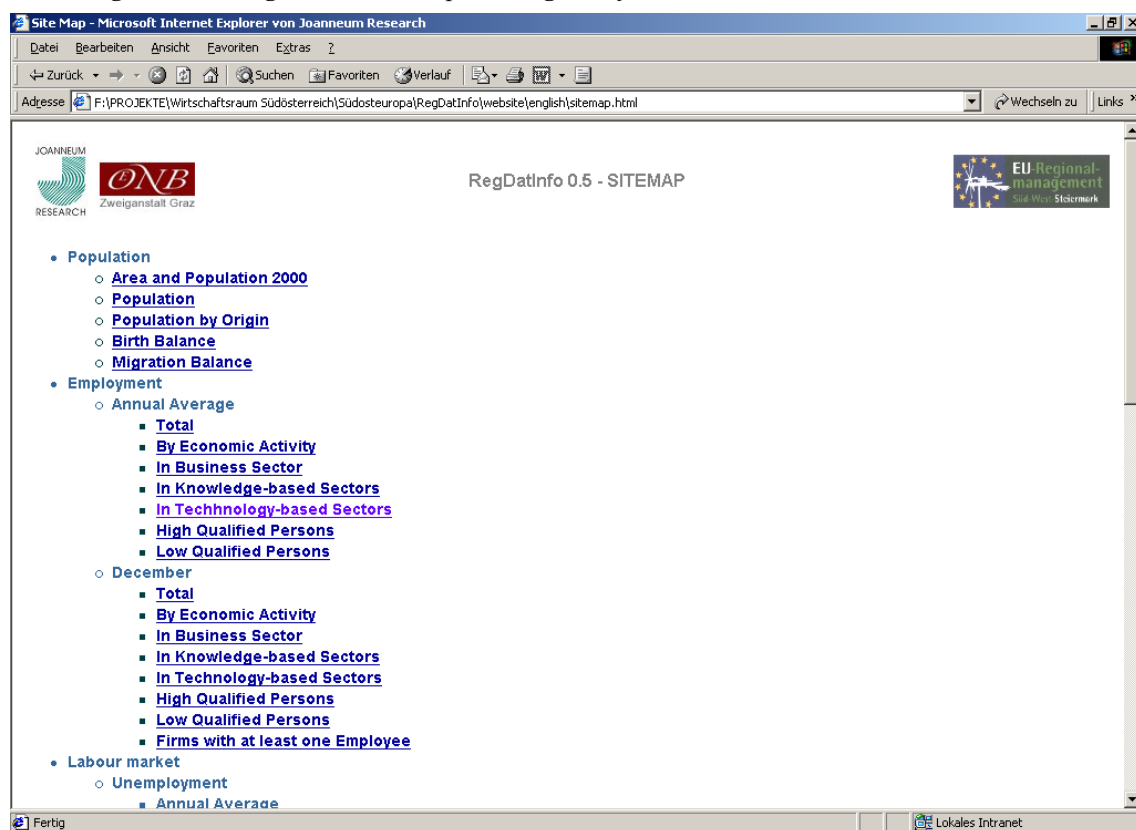 Site Map - Microsoft Internet Explorer von Joanneum Research
Datei Bearbeiten Ansicht Favoriten Extras ?
Zurück Suchen Favoriten Verlauf
Adresse F:\PROJEKTE\Wirtschaftsraum Südösterreich\Südosteuropa\RegDatInfo\website\english\sitemap.html Wechseln zu Links »
JOANNEUM
RESEARCH
ŒNB
Zweiganstalt Graz
RegDatInfo 0.5 - SITEMAP
EU-Regional-
management
Süd-West Steiermark
Population
Area and Population 2000
Population
Population by Origin
Birth Balance
Migration Balance
Employment
Annual Average
Total
By Economic Activity
In Business Sector
In Knowledge-based Sectors
In Techhnology-based Sectors
High Qualified Persons
Low Qualified Persons
December
Total
By Economic Activity
In Business Sector
In Knowledge-based Sectors
In Technology-based Sectors
High Qualified Persons
Low Qualified Persons
Firms with at least one Employee
Labour market
Unemployment
Annual Average
Fertig Lokales Intranet